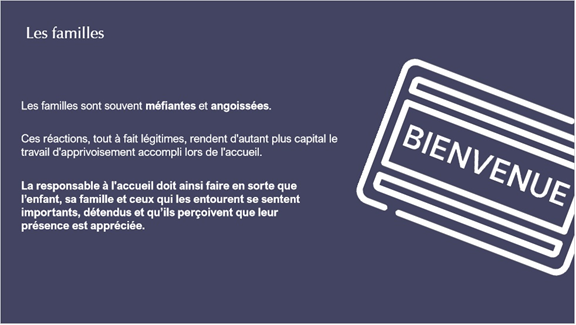 Les familles
Les familles sont souvent méfiantes et angoissées.
Ces réactions, tout à fait légitimes, rendent d'autant plus capital le
travail d'apprivoisement accompli lors de l'accueil.
La responsable à l'accueil doit ainsi faire en sorte que
l'enfant, sa famille et ceux qui les entourent se sentent
importants, détendus et qu'ils perçoivent que leur
présence est appréciée.
BIENVENUE